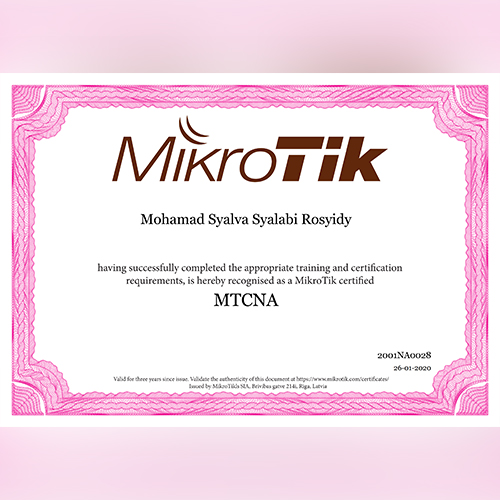 MikroTik
Mohamad Syalva Syalabi Rosyidy
having successfully completed the appropriate training and certification
requirements, is hereby recognised as a MikroTik certified
MTCNA
2001NA0028
26-01-2020
Valid for three years since issue. Validate the authenticity of this document at https://www.mikrotik.com/certificates/
Issued by MikroTikls SIA, Brivibas gatve 214i, Riga, Latvia